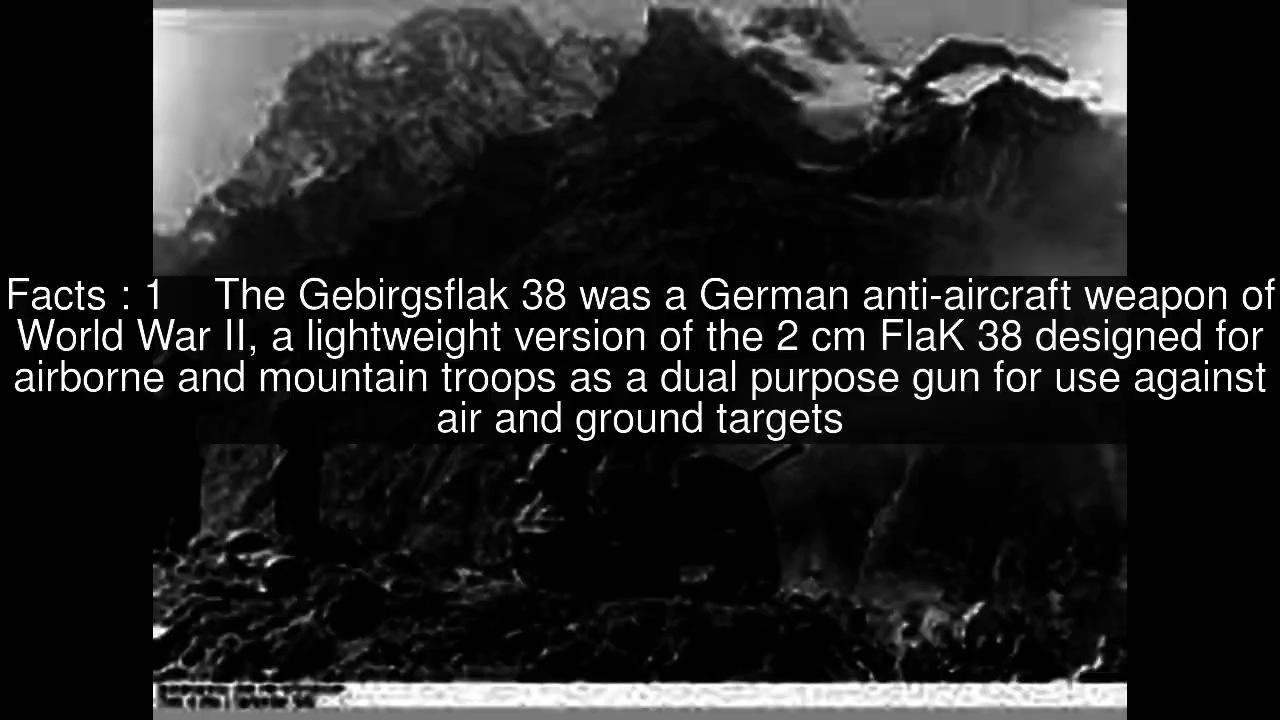 Facts : 1 The Gebirgsflak 38 was a German anti-aircraft weapon of
World War II, a lightweight version of the 2 cm FlaK 38 designed for
airborne and mountain troops as a dual purpose gun for use against
air and ground targets